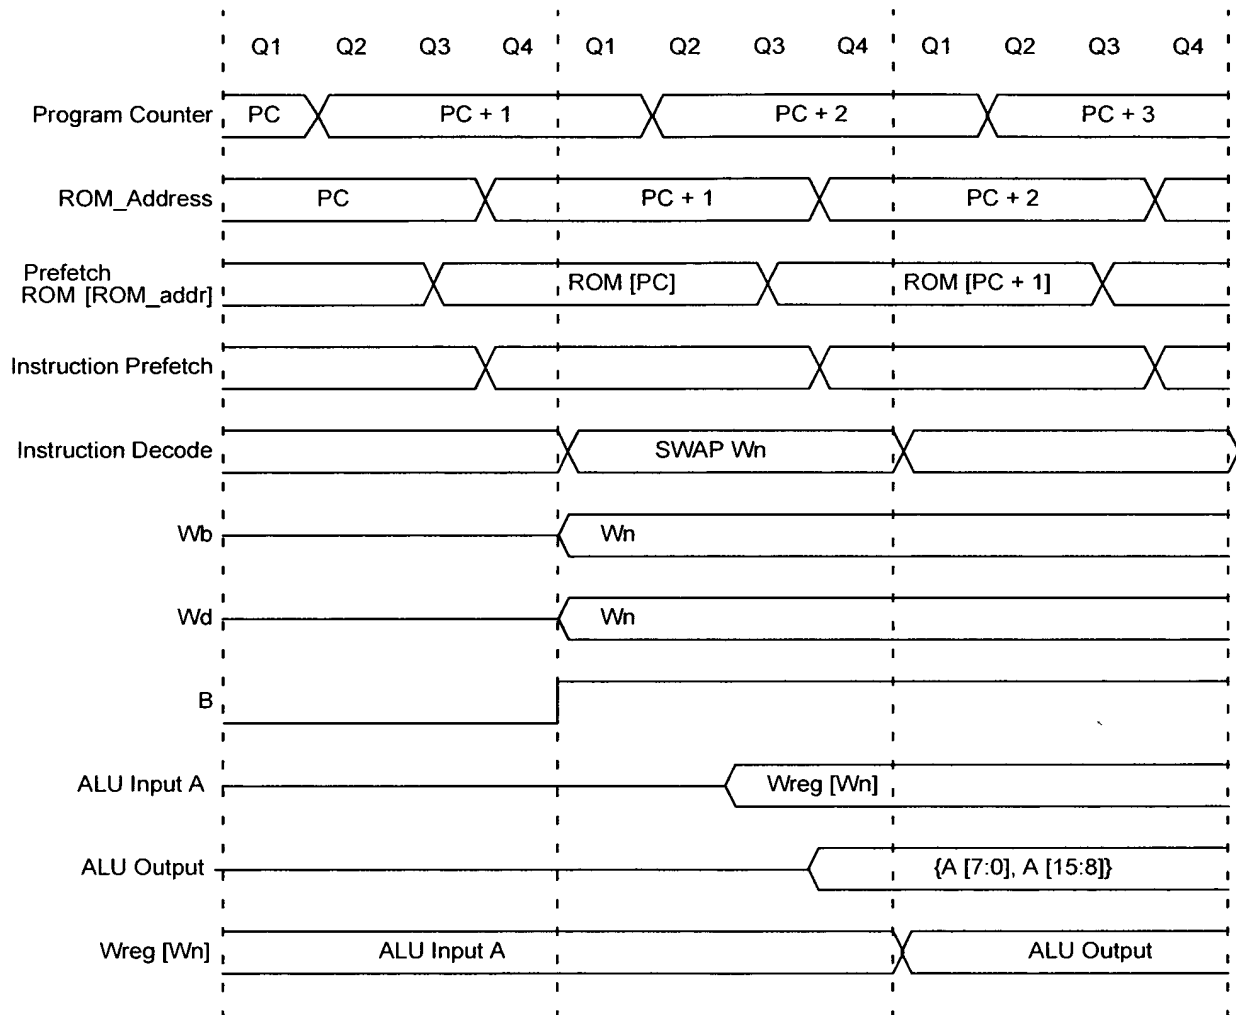 Q1 Q2 Q3 Q4 Q1 Q2 Q3 Q4 Q1 Q2 Q3 Q4
Program Counter PC PC + 1 PC + 2 PC + 3
ROM_Address PC PC + 1 PC + 2
Prefetch
ROM [ROM_addr] ROM [PC] ROM [PC + 1]
Instruction Prefetch
Instruction Decode SWAP Wn
Wb Wn
Wd Wn
B
ALU Input A Wreg [Wn]
ALU Output {A [7:0], A [15:8]}
Wreg [Wn] ALU Input A ALU Output